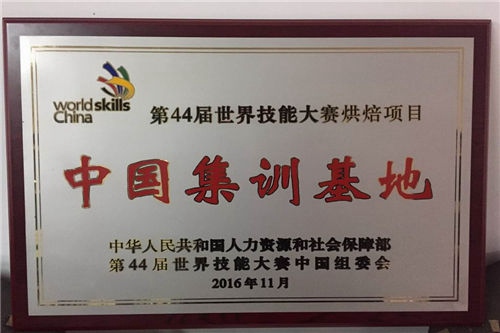 worldskills
China
第44届世界技能大赛烘焙项目
中国集训基地
中华人民共和国人力资源和社会保障部
第44届世界技能大赛中国组委会
2016年11月